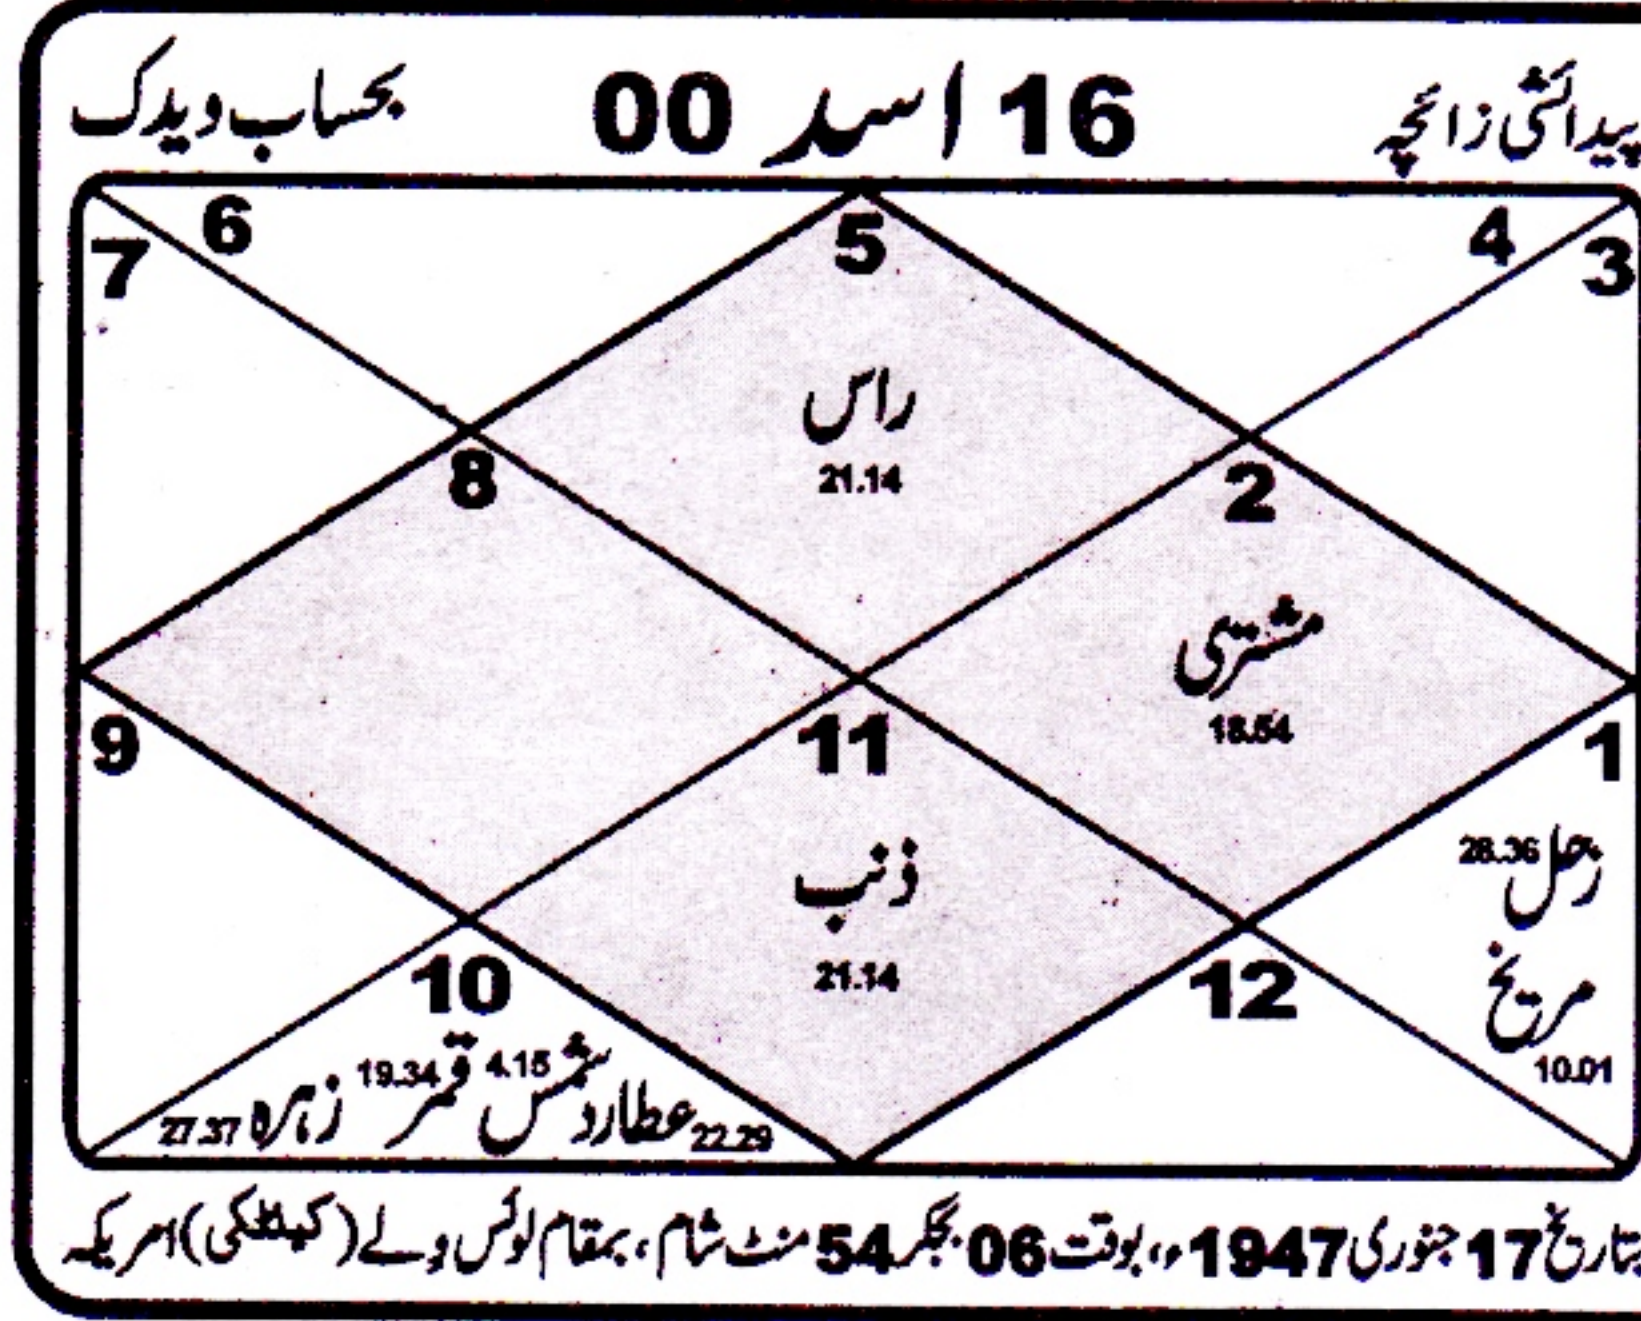 پیدائشی زائچہ 16 اسد 00 بحساب ویدک
6 5 4
7 3
راس
21.14
8 2
مشتری
18.54
9 11 1
زحل 28.36
ذنب
21.14
مریخ
10.01
10 12
22.29 عطارد شمس 4.15 قمر 19.34 زہرہ 27.37
بتاریخ 17 جنوری 1947ء، بوقت 06 بجکر 54 منٹ شام، بمقام لوئس ولے (کینٹکی) امریکہ